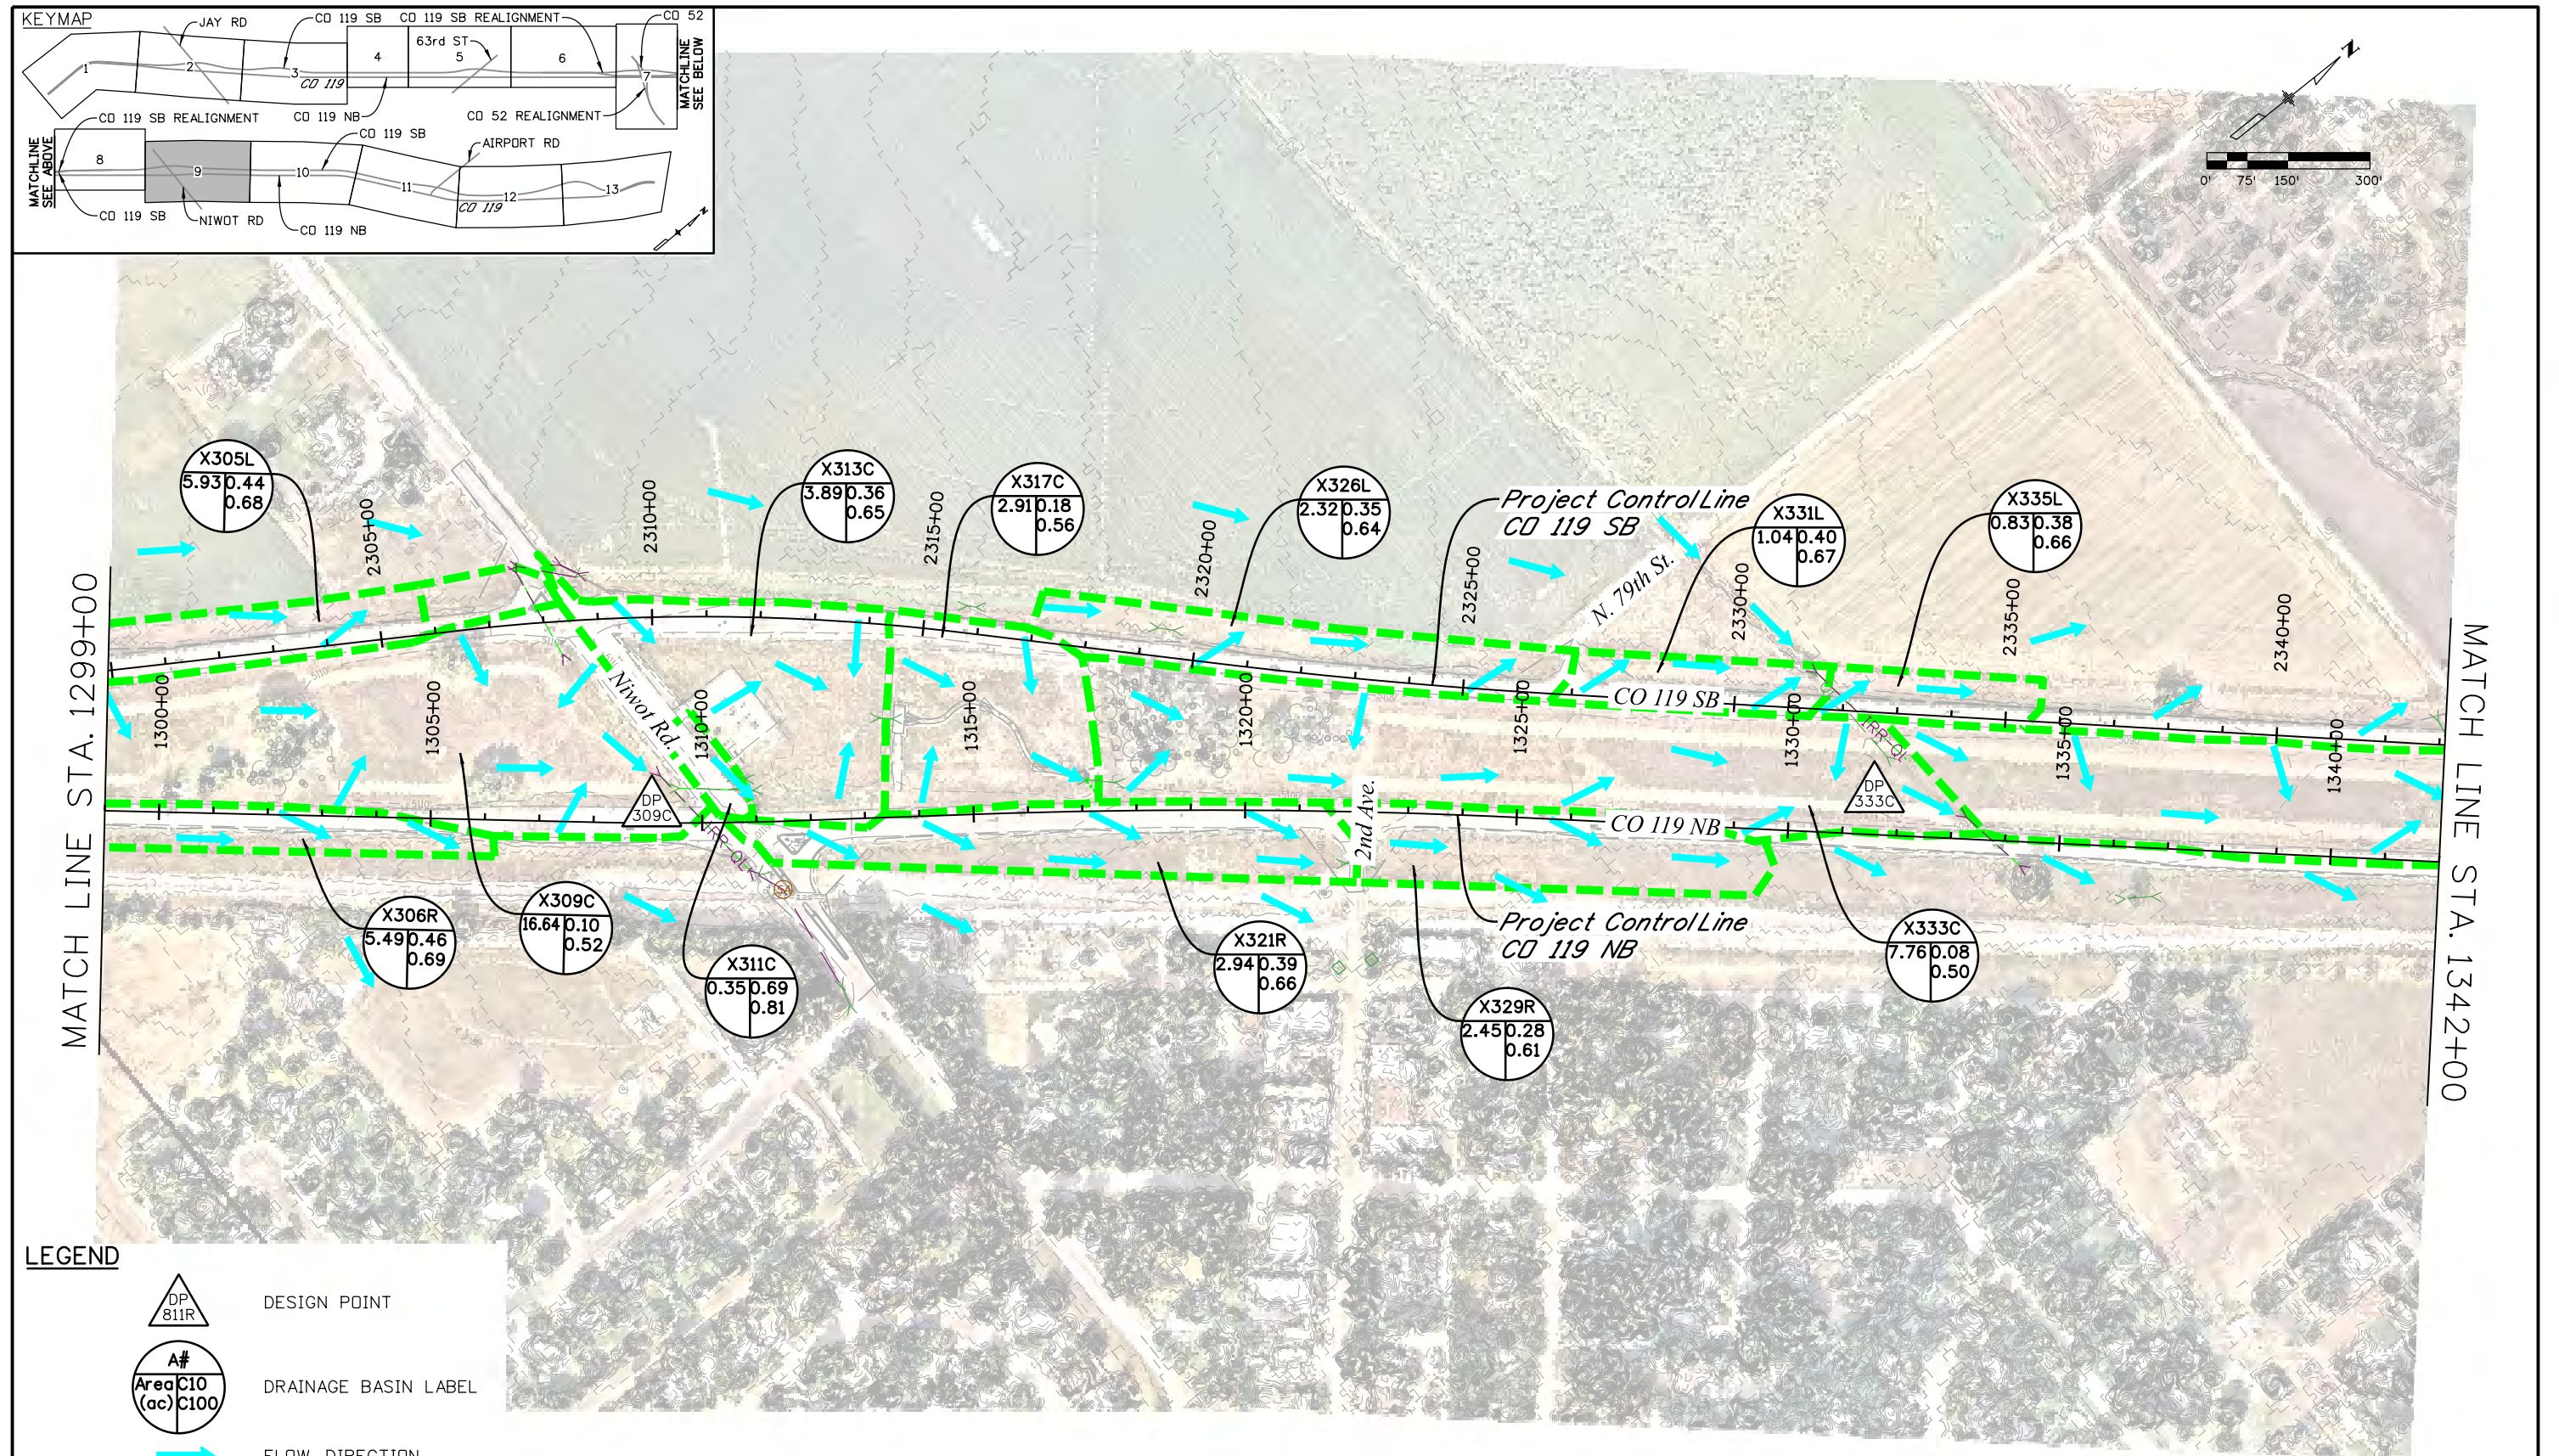 KEYMAP
JAY RD
CO 119 SB
CO 119 SB REALIGNMENT
CO 52
63rd ST
1
2
3
4
5
6
7
CO 119
MATCHLINE
SEE BELOW
CO 119 SB REALIGNMENT
CO 119 NB
CO 52 REALIGNMENT
CO 119 SB
AIRPORT RD
MATCHLINE
SEE ABOVE
8
9
10
11
12
13
CO 119
CO 119 SB
NIWOT RD
CO 119 NB
N
N
0' 75' 150' 300'
X305L
5.93 0.44
0.68
X313C
3.89 0.36
0.65
X317C
2.91 0.18
0.56
X326L
2.32 0.35
0.64
Project Control Line
CO 119 SB
X331L
1.04 0.40
0.67
X335L
0.83 0.38
0.66
2305+00
2310+00
2315+00
2320+00
2325+00
2330+00
2335+00
2340+00
N. 79th St.
MATCH LINE STA. 1299+00
MATCH LINE STA. 1342+00
Niwot Rd.
CO 119 SB
1300+00
1305+00
1310+00
1315+00
1320+00
1325+00
1330+00
1335+00
1340+00
5110
5110
5110
5100
5090
IRR-QL
DP
309C
DP
333C
2nd Ave.
CO 119 NB
IRR-QL
SA
X306R
5.49 0.46
0.69
X309C
16.64 0.10
0.52
X311C
0.35 0.69
0.81
X321R
2.94 0.39
0.66
Project Control Line
CO 119 NB
X329R
2.45 0.28
0.61
X333C
7.76 0.08
0.50
LEGEND
DP
811R
DESIGN POINT
A#
Area C10
(ac) C100
DRAINAGE BASIN LABEL
FLOW DIRECTION